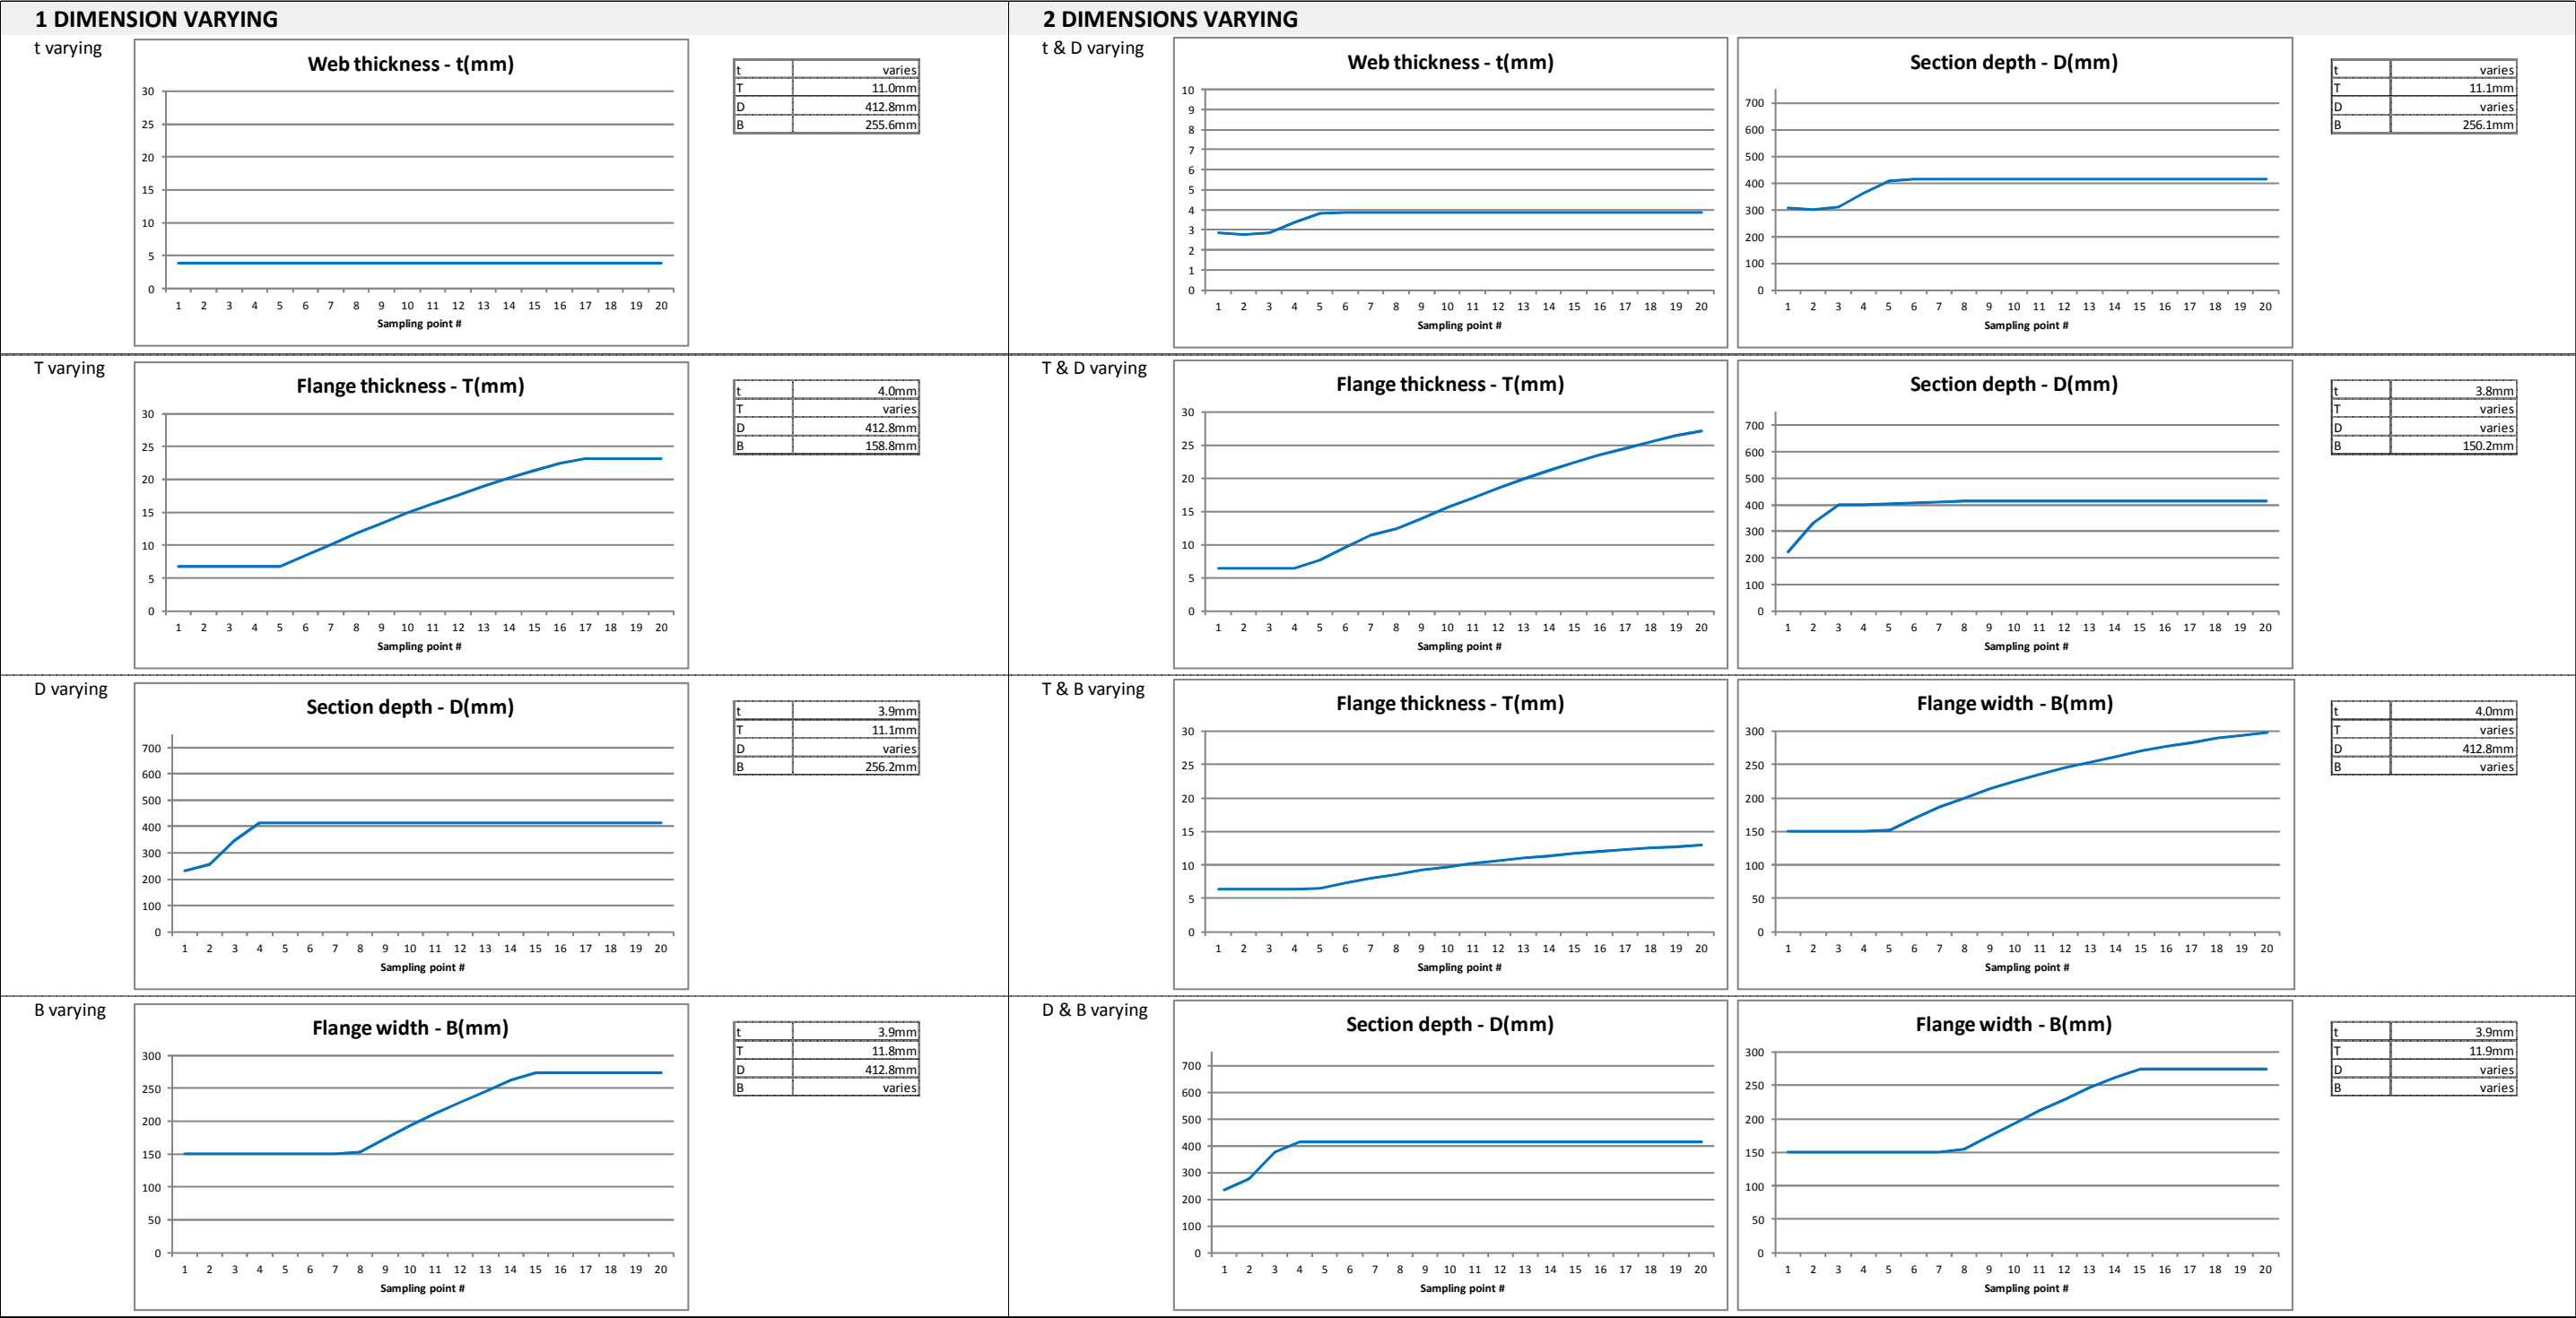 1 DIMENSION VARYING
t varying
Web thickness - t(mm)
30
25
20
15
10
5
0
1 2 3 4 5 6 7 8 9 10 11 12 13 14 15 16 17 18 19 20
Sampling point #
t varies
T 11.0mm
D 412.8mm
B 255.6mm
T varying
Flange thickness - T(mm)
30
25
20
15
10
5
0
1 2 3 4 5 6 7 8 9 10 11 12 13 14 15 16 17 18 19 20
Sampling point #
t 4.0mm
T varies
D 412.8mm
B 158.8mm
D varying
Section depth - D(mm)
700
600
500
400
300
200
100
0
1 2 3 4 5 6 7 8 9 10 11 12 13 14 15 16 17 18 19 20
Sampling point #
t 3.9mm
T 11.1mm
D varies
B 256.2mm
B varying
Flange width - B(mm)
300
250
200
150
100
50
0
1 2 3 4 5 6 7 8 9 10 11 12 13 14 15 16 17 18 19 20
Sampling point #
t 3.9mm
T 11.8mm
D 412.8mm
B varies
2 DIMENSIONS VARYING
t & D varying
Web thickness - t(mm)
10
9
8
7
6
5
4
3
2
1
0
1 2 3 4 5 6 7 8 9 10 11 12 13 14 15 16 17 18 19 20
Sampling point #
Section depth - D(mm)
700
600
500
400
300
200
100
0
1 2 3 4 5 6 7 8 9 10 11 12 13 14 15 16 17 18 19 20
Sampling point #
t varies
T 11.1mm
D varies
B 256.1mm
T & D varying
Flange thickness - T(mm)
30
25
20
15
10
5
0
1 2 3 4 5 6 7 8 9 10 11 12 13 14 15 16 17 18 19 20
Sampling point #
Section depth - D(mm)
700
600
500
400
300
200
100
0
1 2 3 4 5 6 7 8 9 10 11 12 13 14 15 16 17 18 19 20
Sampling point #
t 3.8mm
T varies
D varies
B 150.2mm
T & B varying
Flange thickness - T(mm)
30
25
20
15
10
5
0
1 2 3 4 5 6 7 8 9 10 11 12 13 14 15 16 17 18 19 20
Sampling point #
Flange width - B(mm)
300
250
200
150
100
50
0
1 2 3 4 5 6 7 8 9 10 11 12 13 14 15 16 17 18 19 20
Sampling point #
t 4.0mm
T varies
D 412.8mm
B varies
D & B varying
Section depth - D(mm)
700
600
500
400
300
200
100
0
1 2 3 4 5 6 7 8 9 10 11 12 13 14 15 16 17 18 19 20
Sampling point #
Flange width - B(mm)
300
250
200
150
100
50
0
1 2 3 4 5 6 7 8 9 10 11 12 13 14 15 16 17 18 19 20
Sampling point #
t 3.9mm
T 11.9mm
D varies
B varies